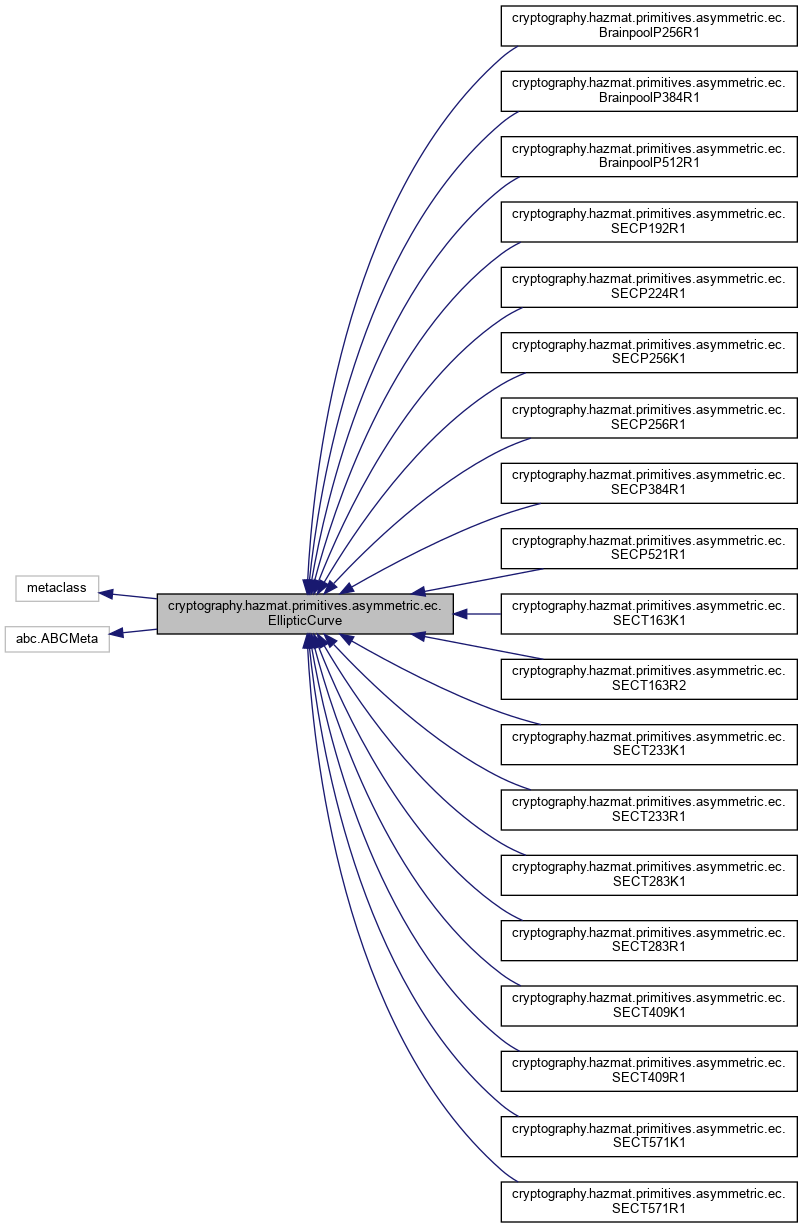 cryptography.hazmat.primitives.asymmetric.ec.
BrainpoolP256R1
cryptography.hazmat.primitives.asymmetric.ec.
BrainpoolP384R1
cryptography.hazmat.primitives.asymmetric.ec.
BrainpoolP512R1
cryptography.hazmat.primitives.asymmetric.ec.
SECP192R1
cryptography.hazmat.primitives.asymmetric.ec.
SECP224R1
cryptography.hazmat.primitives.asymmetric.ec.
SECP256K1
cryptography.hazmat.primitives.asymmetric.ec.
SECP256R1
cryptography.hazmat.primitives.asymmetric.ec.
SECP384R1
cryptography.hazmat.primitives.asymmetric.ec.
SECP521R1
metaclass
abc.ABCMeta
cryptography.hazmat.primitives.asymmetric.ec.
EllipticCurve
cryptography.hazmat.primitives.asymmetric.ec.
SECT163K1
cryptography.hazmat.primitives.asymmetric.ec.
SECT163R2
cryptography.hazmat.primitives.asymmetric.ec.
SECT233K1
cryptography.hazmat.primitives.asymmetric.ec.
SECT233R1
cryptography.hazmat.primitives.asymmetric.ec.
SECT283K1
cryptography.hazmat.primitives.asymmetric.ec.
SECT283R1
cryptography.hazmat.primitives.asymmetric.ec.
SECT409K1
cryptography.hazmat.primitives.asymmetric.ec.
SECT409R1
cryptography.hazmat.primitives.asymmetric.ec.
SECT571K1
cryptography.hazmat.primitives.asymmetric.ec.
SECT571R1